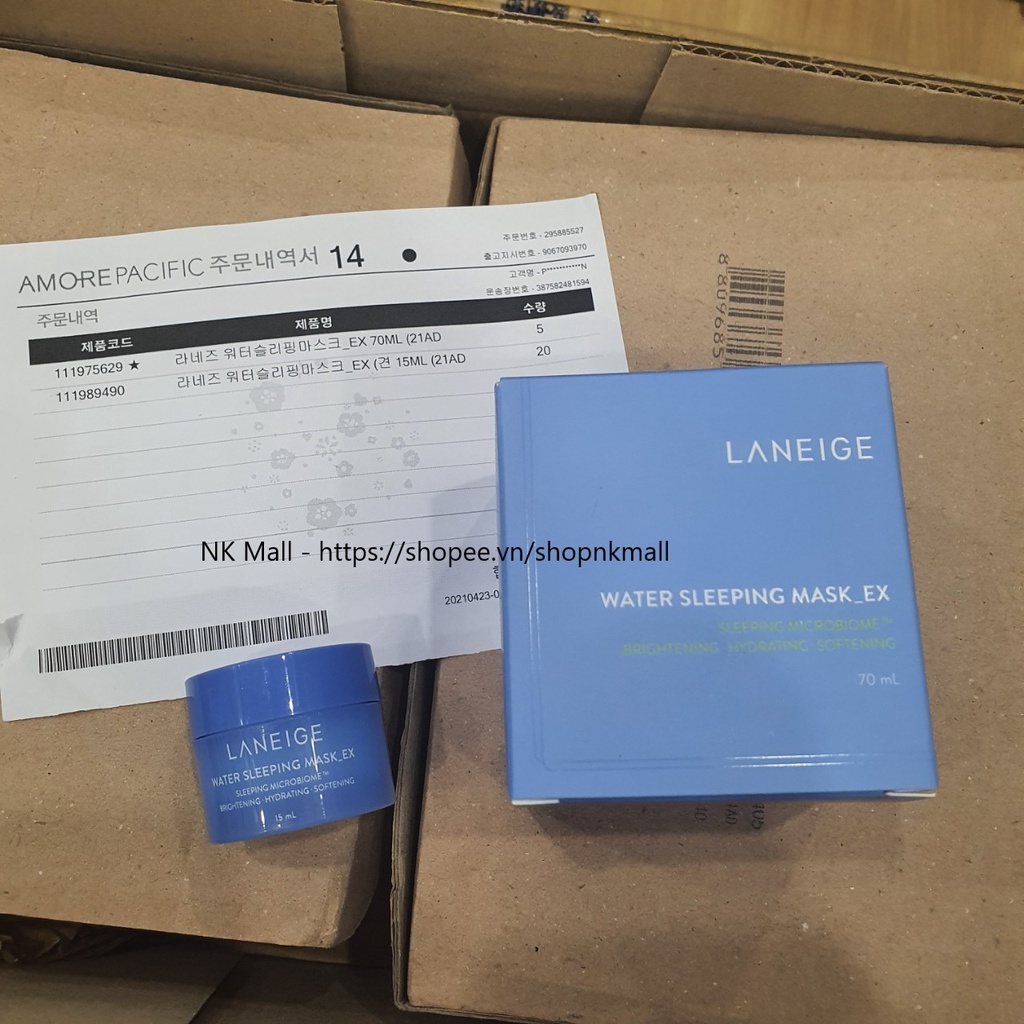 AMOREPACIFIC 주문내역서 14
주문번호 - 295885527
출고지시번호 - 9067093970
고객명 - P***********N
운송장번호 - 387582481594
주문내역
제품코드 제품명 수량
111975629 ★ 라네즈 워터슬리핑마스크_EX 70ML (21AD 5
111989490 라네즈 워터슬리핑마스크_EX (견 15ML (21AD 20
NK Mall - https://shopee.vn/shopnkmall
20210423-0
8 809685
LANEIGE
WATER SLEEPING MASK_EX
SLEEPING MICROBIOME™
BRIGHTENING · HYDRATING · SOFTENING
70 mL
LANEIGE
WATER SLEEPING MASK_EX
SLEEPING MICROBIOME™
BRIGHTENING · HYDRATING · SOFTENING
15 mL